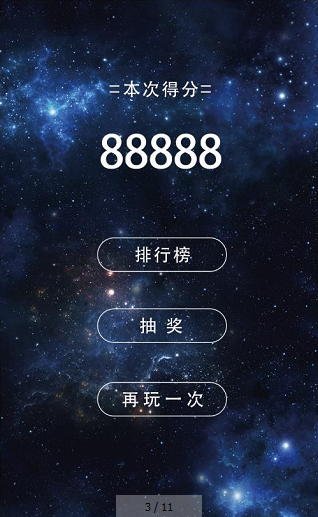 =本次得分=
88888
排行榜
抽奖
再玩一次
3 / 11